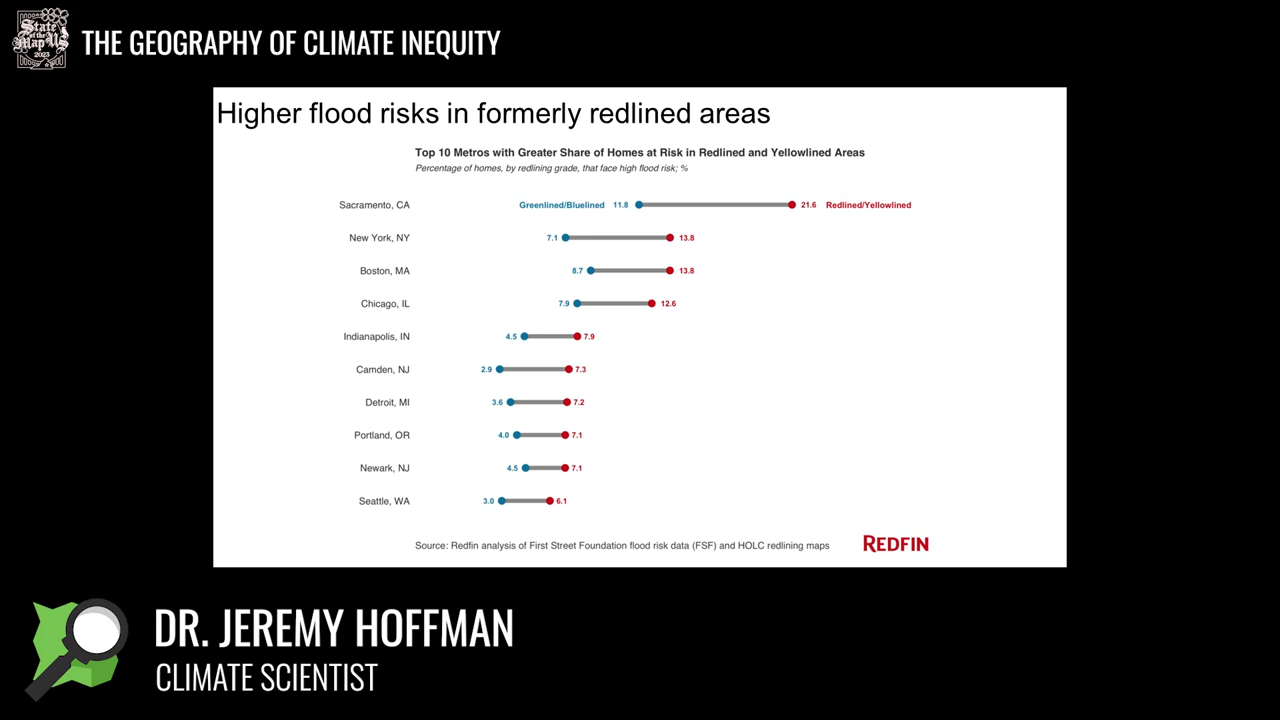 State
of the
Map US
2023
THE GEOGRAPHY OF CLIMATE INEQUITY
Higher flood risks in formerly redlined areas
Top 10 Metros with Greater Share of Homes at Risk in Redlined and Yellowlined Areas
Percentage of homes, by redlining grade, that face high flood risk; %
Sacramento, CA Greenlined/Bluelined 11.8 21.6 Redlined/Yellowlined
New York, NY 7.1 13.8
Boston, MA 8.7 13.8
Chicago, IL 7.9 12.6
Indianapolis, IN 4.5 7.9
Camden, NJ 2.9 7.3
Detroit, MI 3.6 7.2
Portland, OR 4.0 7.1
Newark, NJ 4.5 7.1
Seattle, WA 3.0 6.1
Source: Redfin analysis of First Street Foundation flood risk data (FSF) and HOLC redlining maps REDFIN
DR. JEREMY HOFFMAN
CLIMATE SCIENTIST